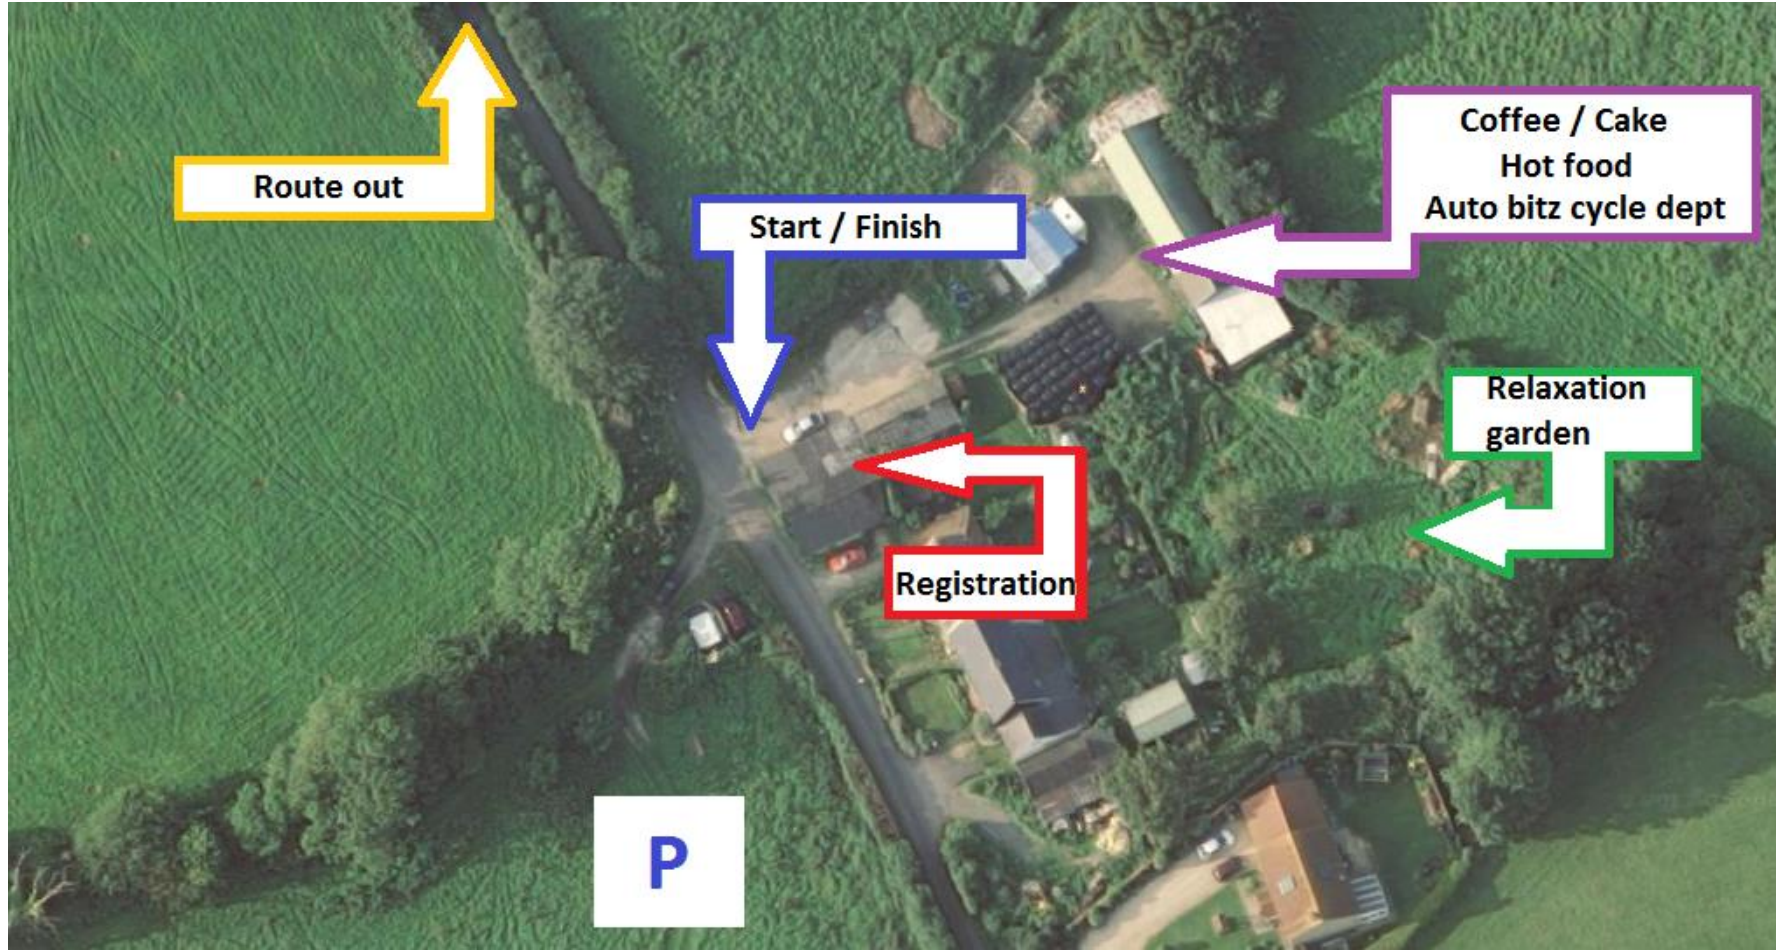 Route out
Start / Finish
Coffee / Cake
Hot food
Auto bitz cycle dept
Relaxation
garden
Registration
P